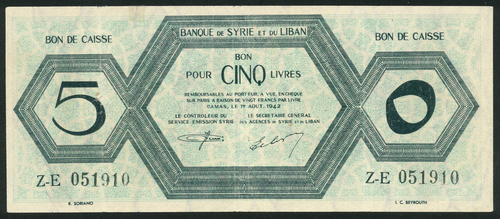 BANQUE DE SYRIE ET DU LIBAN
BON DE CAISSE
BON DE CAISSE
BON
POUR CINQ LIVRES
REMBOURSABLES AU PORTEUR, A VUE, EN CHEQUE
SUR PARIS A RAISON DE VINGT FRANCS PAR LIVRE
DAMAS, LE 1er AOUT. 1942
LE CONTROLEUR DU
SERVICE EMISSION SYRIE
LE SECRETAIRE GENERAL
DES AGENCES DE SYRIE ET DU LIBAN
5
0
Z-E 051910
Z-E 051910
E. SORIANO
I. C. BEYROUTH